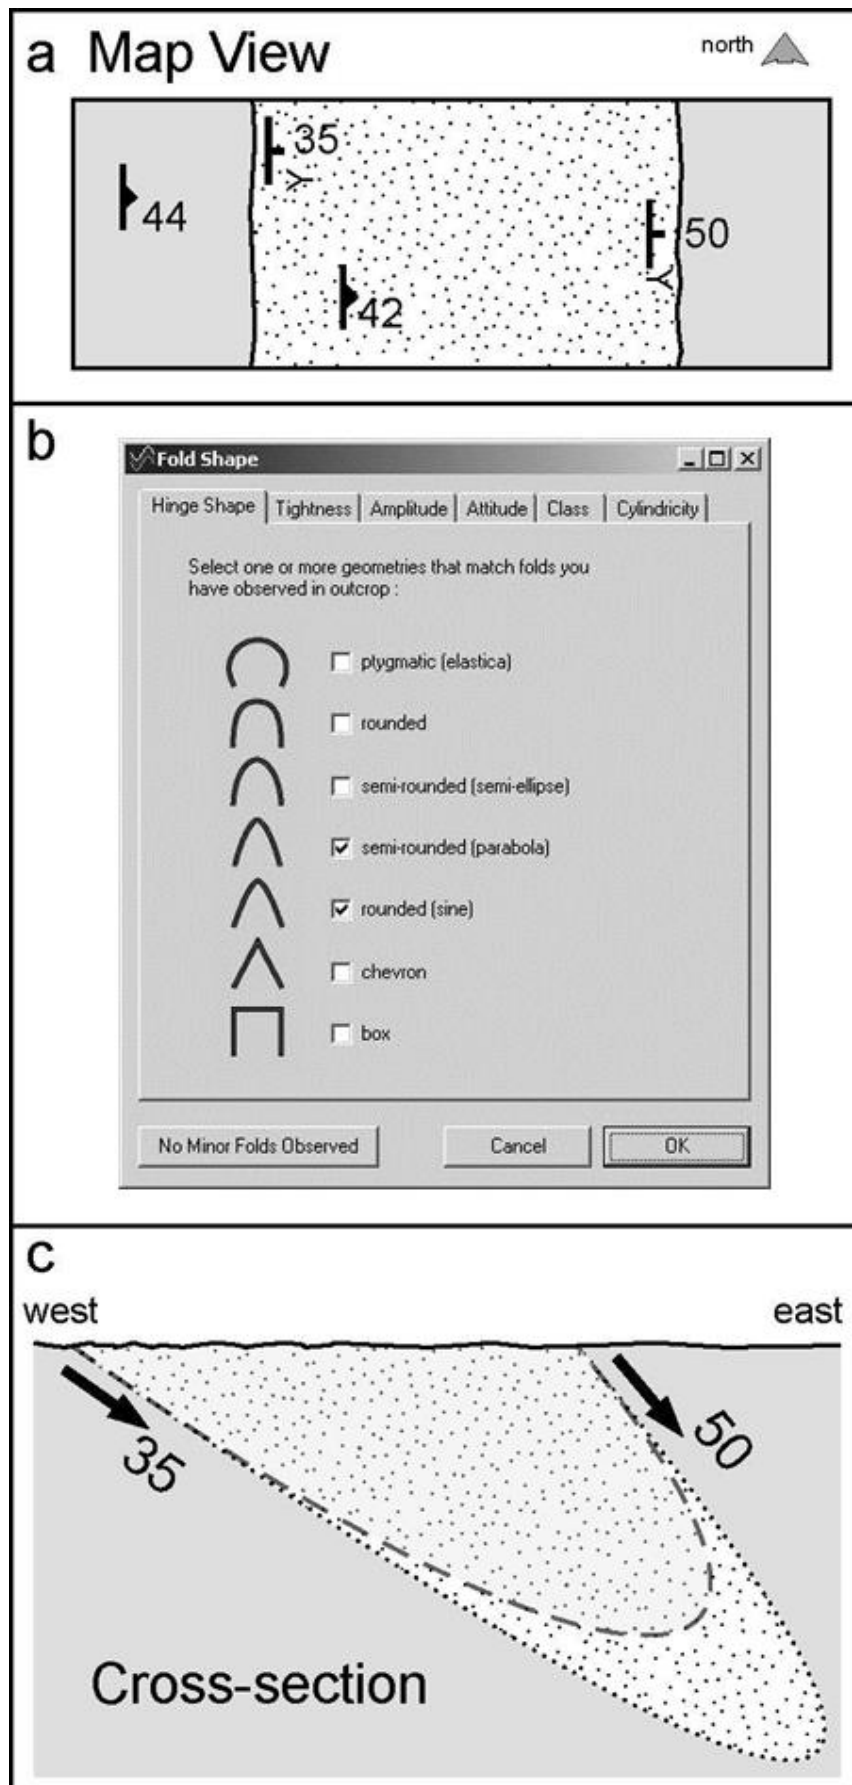 a Map View
north
35
Y
44
50
Y
42
b
Fold Shape
Hinge Shape Tightness Amplitude Attitude Class Cylindricity
Select one or more geometries that match folds you
have observed in outcrop :
ptygmatic (elastica)
rounded
semi-rounded (semi-ellipse)
semi-rounded (parabola)
rounded (sine)
chevron
box
No Minor Folds Observed Cancel OK
c
west east
35
50
Cross-section